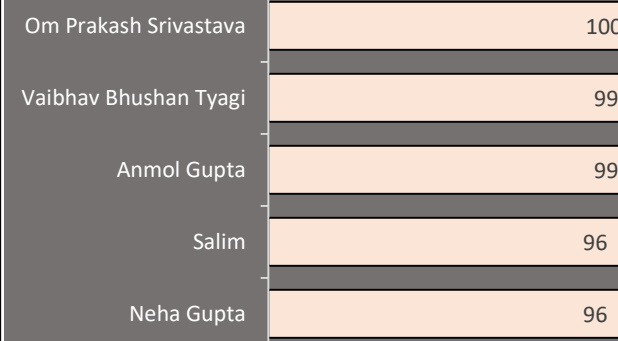 Om Prakash Srivastava 100
Vaibhav Bhushan Tyagi 99
Anmol Gupta 99
Salim 96
Neha Gupta 96